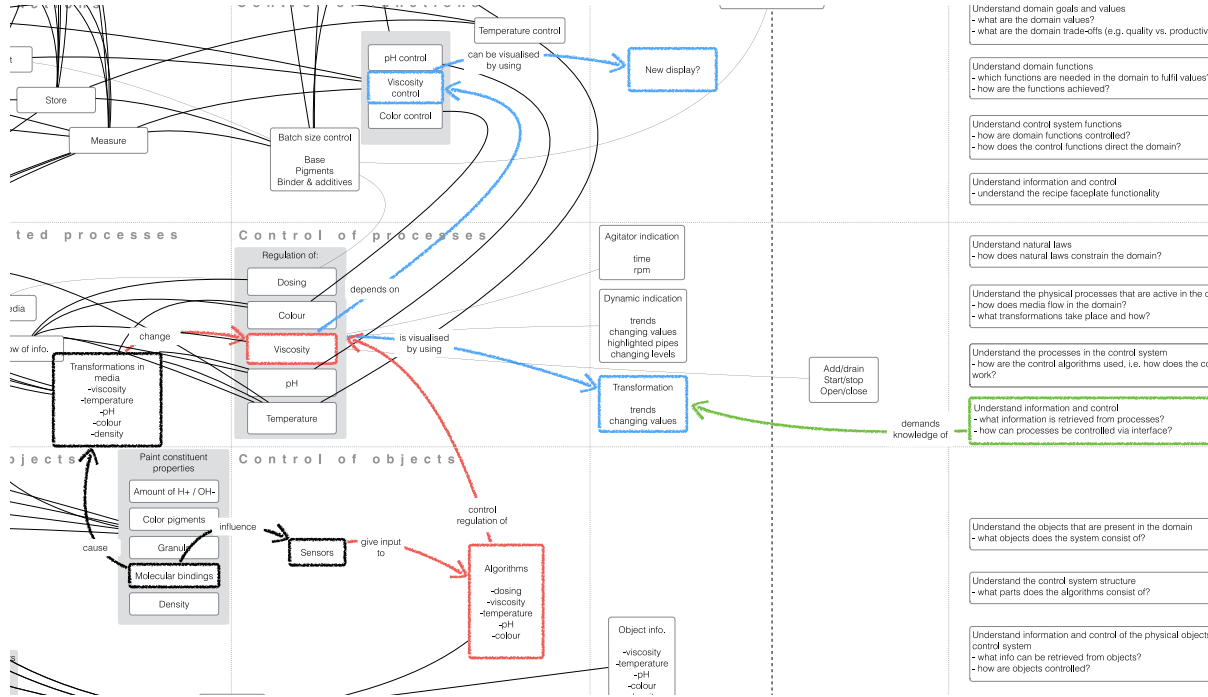 Control of functions
Temperature control
pH control
Viscosity
control
Color control
can be visualised
by using
New display?
Store
Measure
Batch size control
Base
Pigments
Binder & additives
Understand domain goals and values
- what are the domain values?
- what are the domain trade-offs (e.g. quality vs. productiv
Understand domain functions
- which functions are needed in the domain to fulfil values?
- how are the functions achieved?
Understand control system functions
- how are domain functions controlled?
- how does the control functions direct the domain?
Understand information and control
- understand the recipe faceplate functionality
ted processes
Control of processes
Regulation of:
Dosing
Colour
Viscosity
pH
Temperature
depends on
change
edia
ow of info.
Transformations in
media
-viscosity
-temperature
-pH
-colour
-density
is visualised
by using
Agitator indication
time
rpm
Dynamic indication
trends
changing values
highlighted pipes
changing levels
Transformation
trends
changing values
Add/drain
Start/stop
Open/close
demands
knowledge of
Understand natural laws
- how does natural laws constrain the domain?
Understand the physical processes that are active in the d
- how does media flow in the domain?
- what transformations take place and how?
Understand the processes in the control system
- how are the control algorithms used, i.e. how does the co
work?
Understand information and control
- what information is retrieved from processes?
- how can processes be controlled via interface?
bjects
Control of objects
Paint constituent
properties
Amount of H+ / OH-
Color pigments
Granula
Molecular bindings
Density
cause
influence
Sensors
give input
to
control
regulation of
Algorithms
-dosing
-viscosity
-temperature
-pH
-colour
Object info.
-viscosity
-temperature
-pH
-colour
Understand the objects that are present in the domain
- what objects does the system consist of?
Understand the control system structure
- what parts does the algorithms consist of?
Understand information and control of the physical objects
control system
- what info can be retrieved from objects?
- how are objects controlled?